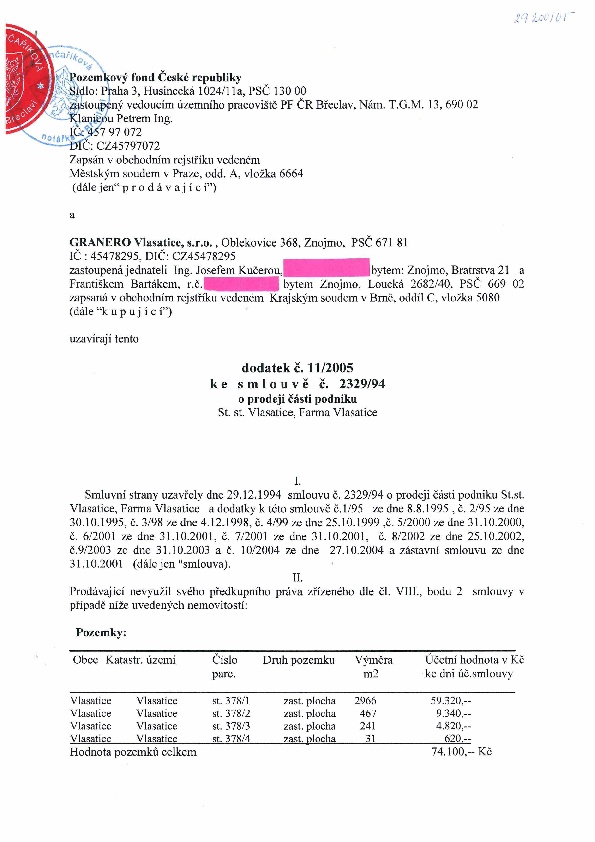 29200/05
Pozemkový fond České republiky
Sídlo: Praha 3, Husinecká 1024/11a, PSČ 130 00
zastoupený vedoucím územního pracoviště PF ČR Břeclav, Nám. T.G.M. 13, 690 02
Klanicou Petrem Ing.
IČ: 457 97 072
DIČ: CZ45797072
Zapsán v obchodním rejstříku vedeném
Městským soudem v Praze, odd. A, vložka 6664
(dále jen“ p r o d á v a j í c í ”)
a
GRANERO Vlasatice, s.r.o. , Oblekovice 368, Znojmo, PSČ 671 81
IČ : 45478295, DIČ: CZ45478295
zastoupená jednateli Ing. Josefem Kučerou, bytem: Znojmo, Bratrstva 21 a
Františkem Bartákem, r.č. bytem Znojmo, Loucká 2682/40, PSČ 669 02
zapsaná v obchodním rejstříku vedeném Krajským soudem v Brně, oddíl C, vložka 5080
(dále “k u p u j í c í ”)
uzavírají tento
dodatek č. 11/2005
k e s m l o u v ě č. 2329/94
o prodeji části podniku
St. st. Vlasatice, Farma Vlasatice
I.
Smluvní strany uzavřely dne 29.12.1994 smlouvu č. 2329/94 o prodeji části podniku St.st.
Vlasatice, Farma Vlasatice a dodatky k této smlouvě č.1/95 ze dne 8.8.1995 , č. 2/95 ze dne
30.10.1995, č. 3/98 ze dne 4.12.1998, č. 4/99 ze dne 25.10.1999 ,č. 5/2000 ze dne 31.10.2000,
č. 6/2001 ze dne 31.10.2001, č. 7/2001 ze dne 31.10.2001, č. 8/2002 ze dne 25.10.2002,
č.9/2003 ze dne 31.10.2003 a č. 10/2004 ze dne 27.10.2004 a zástavní smlouvu ze dne
31.10.2001 (dále jen "smlouva).
II.
Prodávající nevyužil svého předkupního práva zřízeného dle čl. VIII., bodu 2 smlouvy v
případě níže uvedených nemovitostí:
Pozemky:
Obec Katastr. území Číslo Druh pozemku Výměra Účetní hodnota v Kč
parc. m2 ke dni úč.smlouvy
Vlasatice Vlasatice st. 378/1 zast. plocha 2966 59.320,--
Vlasatice Vlasatice st. 378/2 zast. plocha 467 9.340,--
Vlasatice Vlasatice st. 378/3 zast. plocha 241 4.820,--
Vlasatice Vlasatice st. 378/4 zast. plocha 31 620,--
Hodnota pozemků celkem 74.100,-- Kč